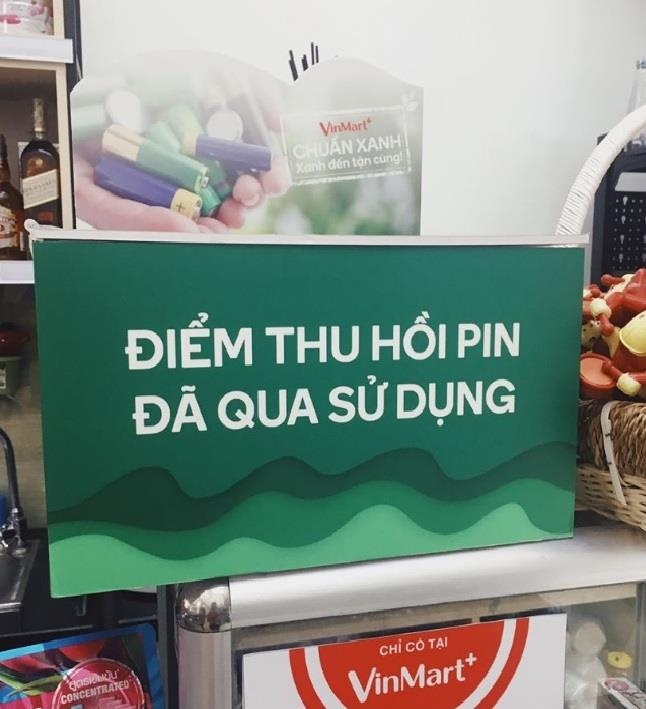 VinMart+
CHUẨN XANH
Xanh đến tận cùng!
ĐIỂM THU HỒI PIN
ĐÃ QUA SỬ DỤNG
CHỈ CÓ TẠI
VinMart+
CONCENTRATED